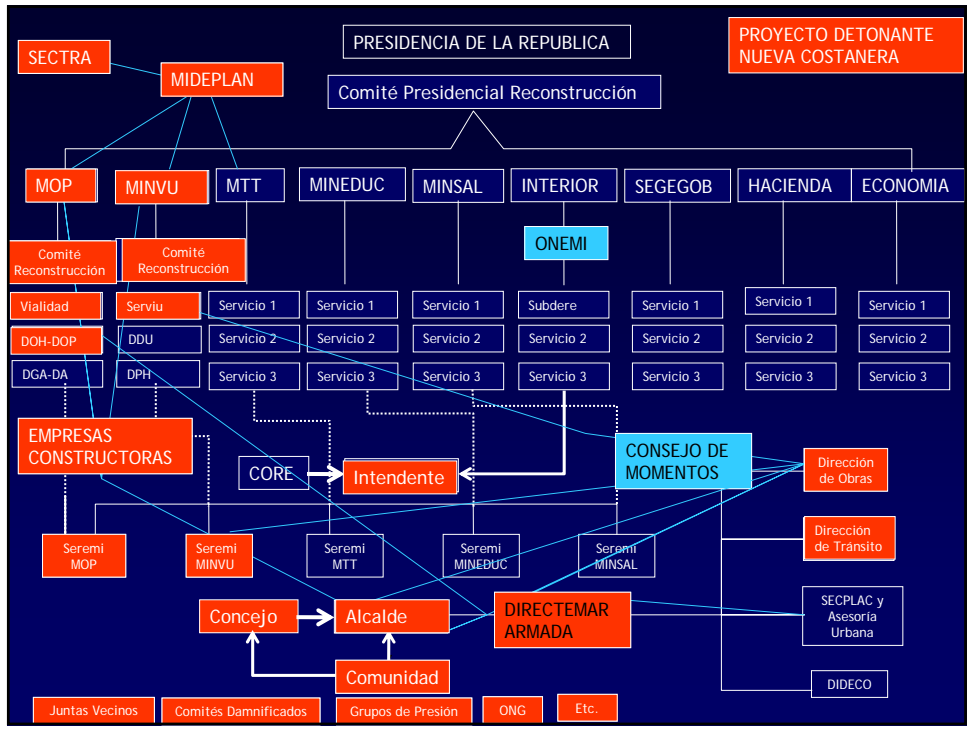 PRESIDENCIA DE LA REPUBLICA
PROYECTO DETONANTE
NUEVA COSTANERA
SECTRA
MIDEPLAN
Comité Presidencial Reconstrucción
MOP
MINVU
MTT
MINEDUC
MINSAL
INTERIOR
SEGEGOB
HACIENDA
ECONOMIA
ONEMI
Comité
Reconstrucción
Comité
Reconstrucción
Vialidad
Serviu
Servicio 1
Servicio 1
Servicio 1
Subdere
Servicio 1
Servicio 1
Servicio 1
DOH-DOP
DDU
Servicio 2
Servicio 2
Servicio 2
Servicio 2
Servicio 2
Servicio 2
Servicio 2
DGA-DA
DPH
Servicio 3
Servicio 3
Servicio 3
Servicio 3
Servicio 3
Servicio 3
Servicio 3
EMPRESAS
CONSTRUCTORAS
CORE
Intendente
CONSEJO DE
MOMENTOS
Dirección
de Obras
Seremi
MOP
Seremi
MINVU
Seremi
MTT
Seremi
MINEDUC
Seremi
MINSAL
Dirección
de Tránsito
Concejo
Alcalde
DIRECTEMAR
ARMADA
SECPLAC y
Asesoría
Urbana
Comunidad
DIDECO
Juntas Vecinos
Comités Damnificados
Grupos de Presión
ONG
Etc.